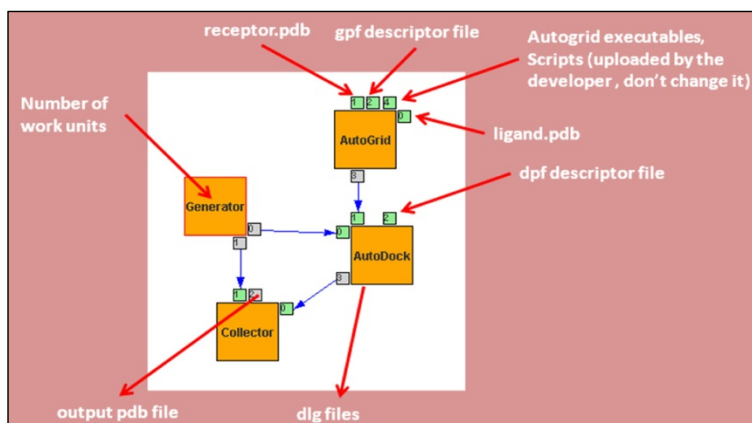 receptor.pdb
gpf descriptor file
Autogrid executables,
Scripts (uploaded by the
developer , don't change it)
Number of
work units
1 2 4
0
AutoGrid
ligand.pdb
3
dpf descriptor file
Generator
0
1
1 2
0
AutoDock
3
1 2
0
Collector
output pdb file
dlg files